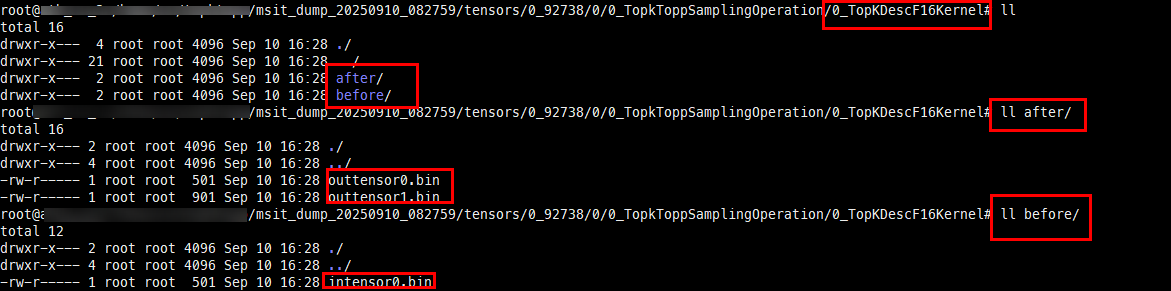 root@ /msit_dump_20250910_082759/tensors/0_92738/0/0_TopkToppSamplingOperation/0_TopKDescF16Kernel# ll
total 16
drwxr-x--- 4 root root 4096 Sep 10 16:28 ./
drwxr-x--- 21 root root 4096 Sep 10 16:28 ../
drwxr-x--- 2 root root 4096 Sep 10 16:28 after/
drwxr-x--- 2 root root 4096 Sep 10 16:28 before/
root@ /msit_dump_20250910_082759/tensors/0_92738/0/0_TopkToppSamplingOperation/0_TopKDescF16Kernel# ll after/
total 16
drwxr-x--- 2 root root 4096 Sep 10 16:28 ./
drwxr-x--- 4 root root 4096 Sep 10 16:28 ../
-rw-r----- 1 root root 501 Sep 10 16:28 outtensor0.bin
-rw-r----- 1 root root 901 Sep 10 16:28 outtensor1.bin
root@a /msit_dump_20250910_082759/tensors/0_92738/0/0_TopkToppSamplingOperation/0_TopKDescF16Kernel# ll before/
total 12
drwxr-x--- 2 root root 4096 Sep 10 16:28 ./
drwxr-x--- 4 root root 4096 Sep 10 16:28 ../
-rw-r----- 1 root root 501 Sep 10 16:28 intensor0.bin